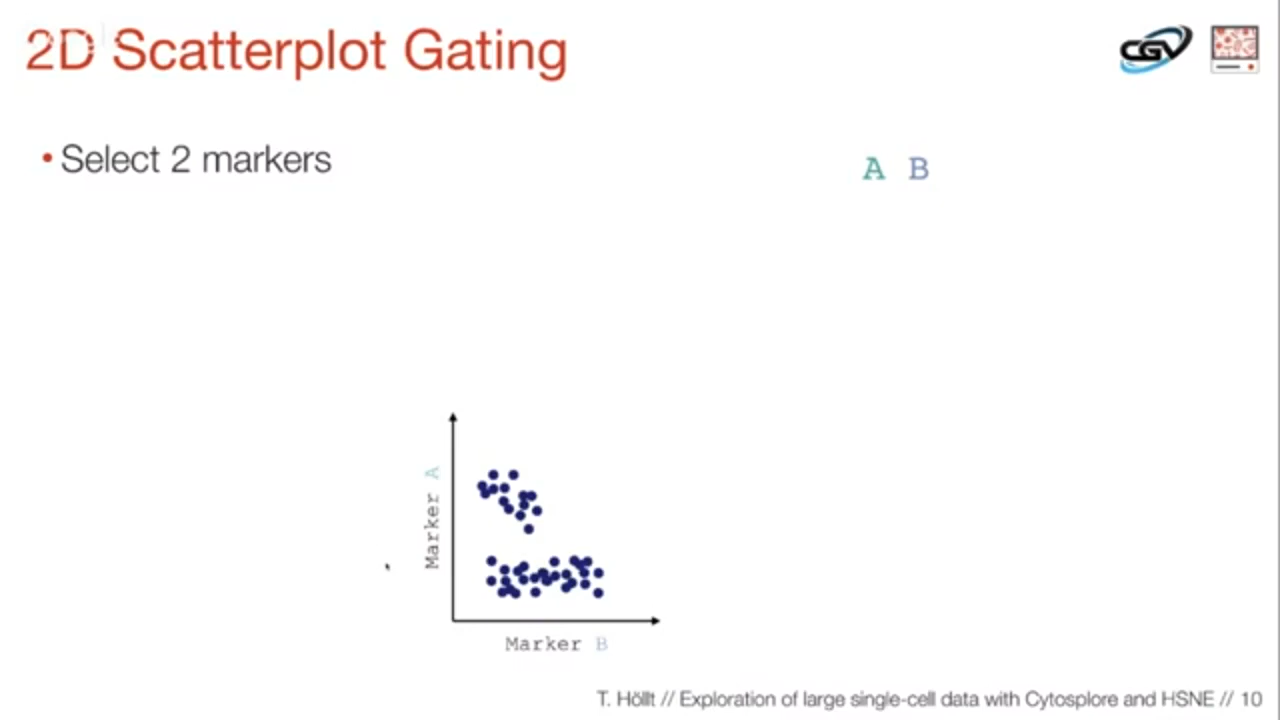 2D Scatterplot Gating
CGV
• Select 2 markers
A B
Marker A
Marker B
T. Höllt // Exploration of large single-cell data with Cytosplore and HSNE // 10